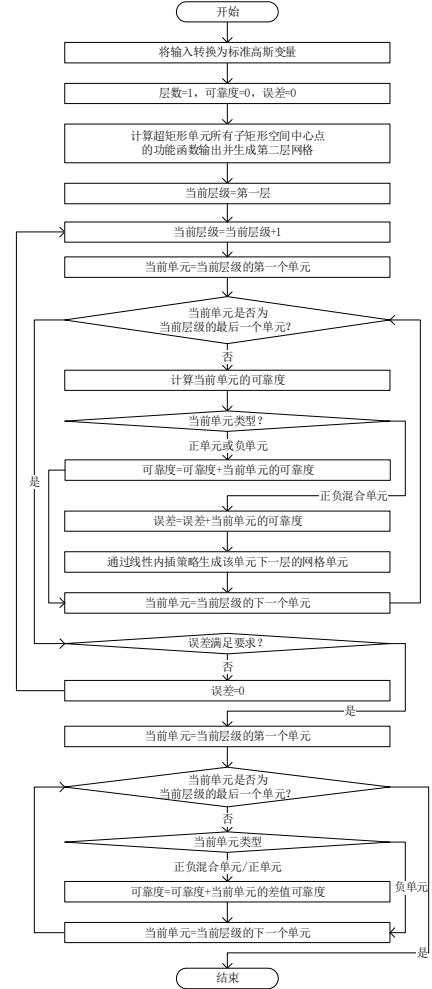 开始
将输入转换为标准高斯变量
层数=1，可靠度=0，误差=0
计算超矩形单元所有子矩形空间中心点
的功能函数输出并生成第二层网格
当前层级=第一层
当前层级=当前层级+1
当前单元=当前层级的第一个单元
当前单元是否为
当前层级的最后一个单元？
否
计算当前单元的可靠度
当前单元类型？
正单元或负单元
可靠度=可靠度+当前单元的可靠度
是
正负混合单元
误差=误差+当前单元的可靠度
通过线性内插策略生成该单元下一层的网格单元
当前单元=当前层级的下一个单元
误差满足要求？
否
误差=0
是
当前单元=当前层级的第一个单元
当前单元是否为
当前层级的最后一个单元？
否
当前单元类型
正负混合单元/正单元
负单元
可靠度=可靠度+当前单元的差值可靠度
当前单元=当前层级的下一个单元
是
结束